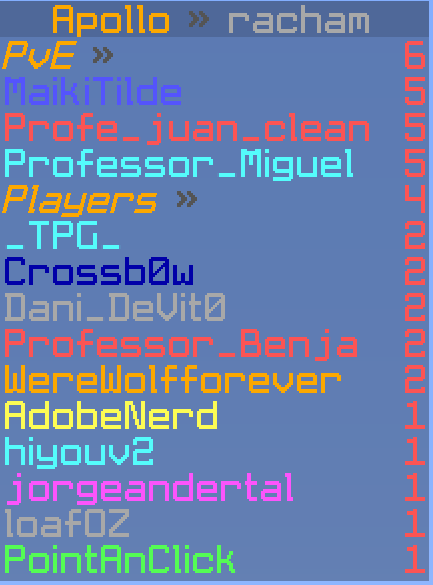 Apollo » racham
PvE » 6
MaikiTilde 5
Profe_juan_clean 5
Professor_Miguel 5
Players » 4
_TPG_ 2
Crossb0w 2
Dani_DeVit0 2
Professor_Benja 2
WereWolfforever 2
AdobeNerd 1
hiyouv2 1
jorgeandertal 1
loafOZ 1
PointAnClick 1